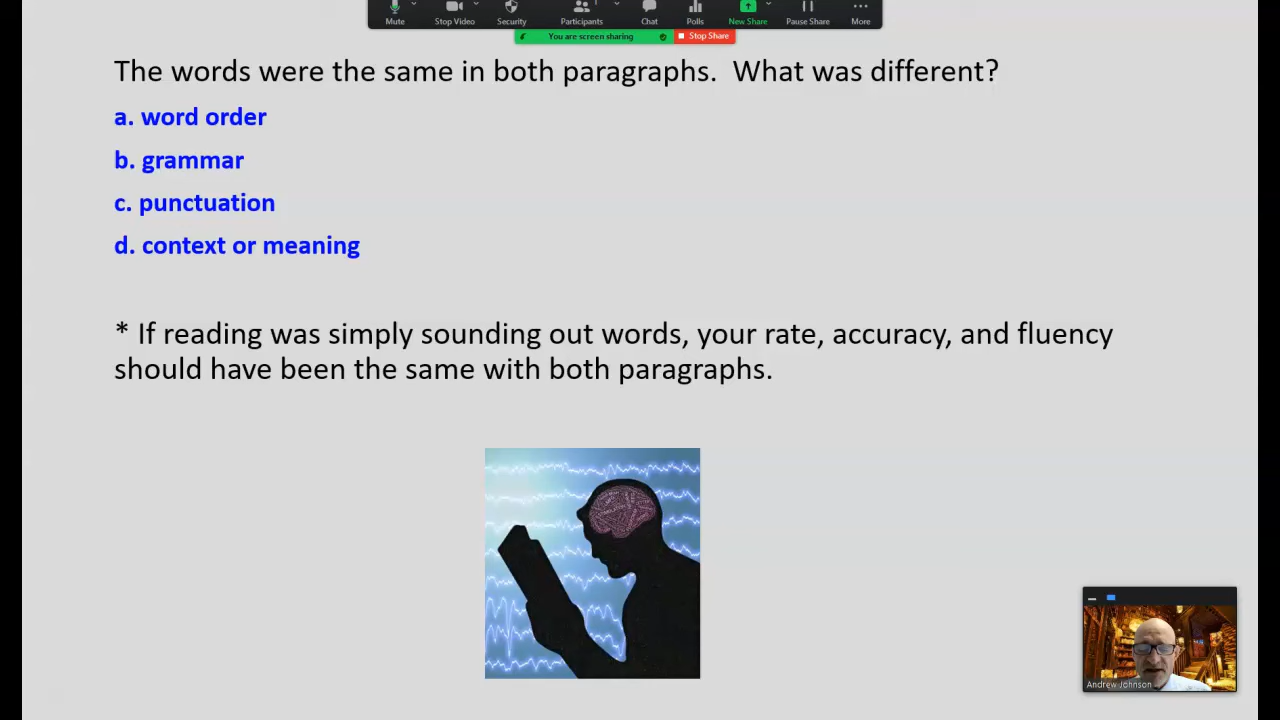 Mute
Stop Video
Security
Participants
Chat
Polls
New Share
Pause Share
More
You are screen sharing
Stop Share
The words were the same in both paragraphs. What was different?
a. word order
b. grammar
c. punctuation
d. context or meaning
* If reading was simply sounding out words, your rate, accuracy, and fluency
should have been the same with both paragraphs.
Andrew Johnson